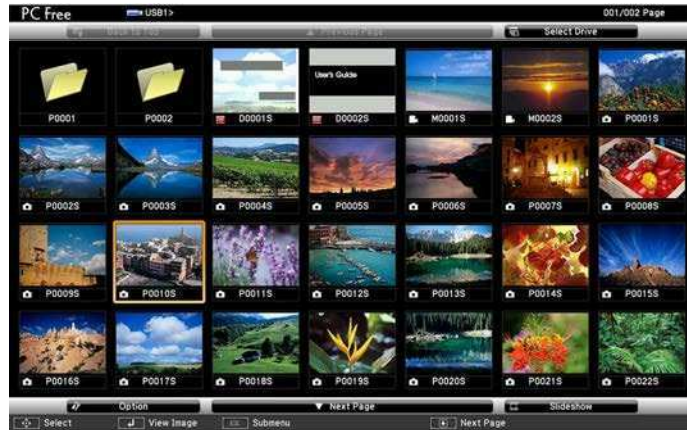 PC Free USB1> 001/002 Page
Back to Top Previous Page Select Drive
User's Guide
P0001 P0002 D0001S D0002S M0001S M0002S P0001S
P0002S P0003S P0004S P0005S P0006S P0007S P0008S
P0009S P0010S P0011S P0012S P0013S P0014S P0015S
P0016S P0017S P0018S P0019S P0020S P0021S P0022S
Option Next Page Slideshow
Select View Image Esc Submenu Next Page